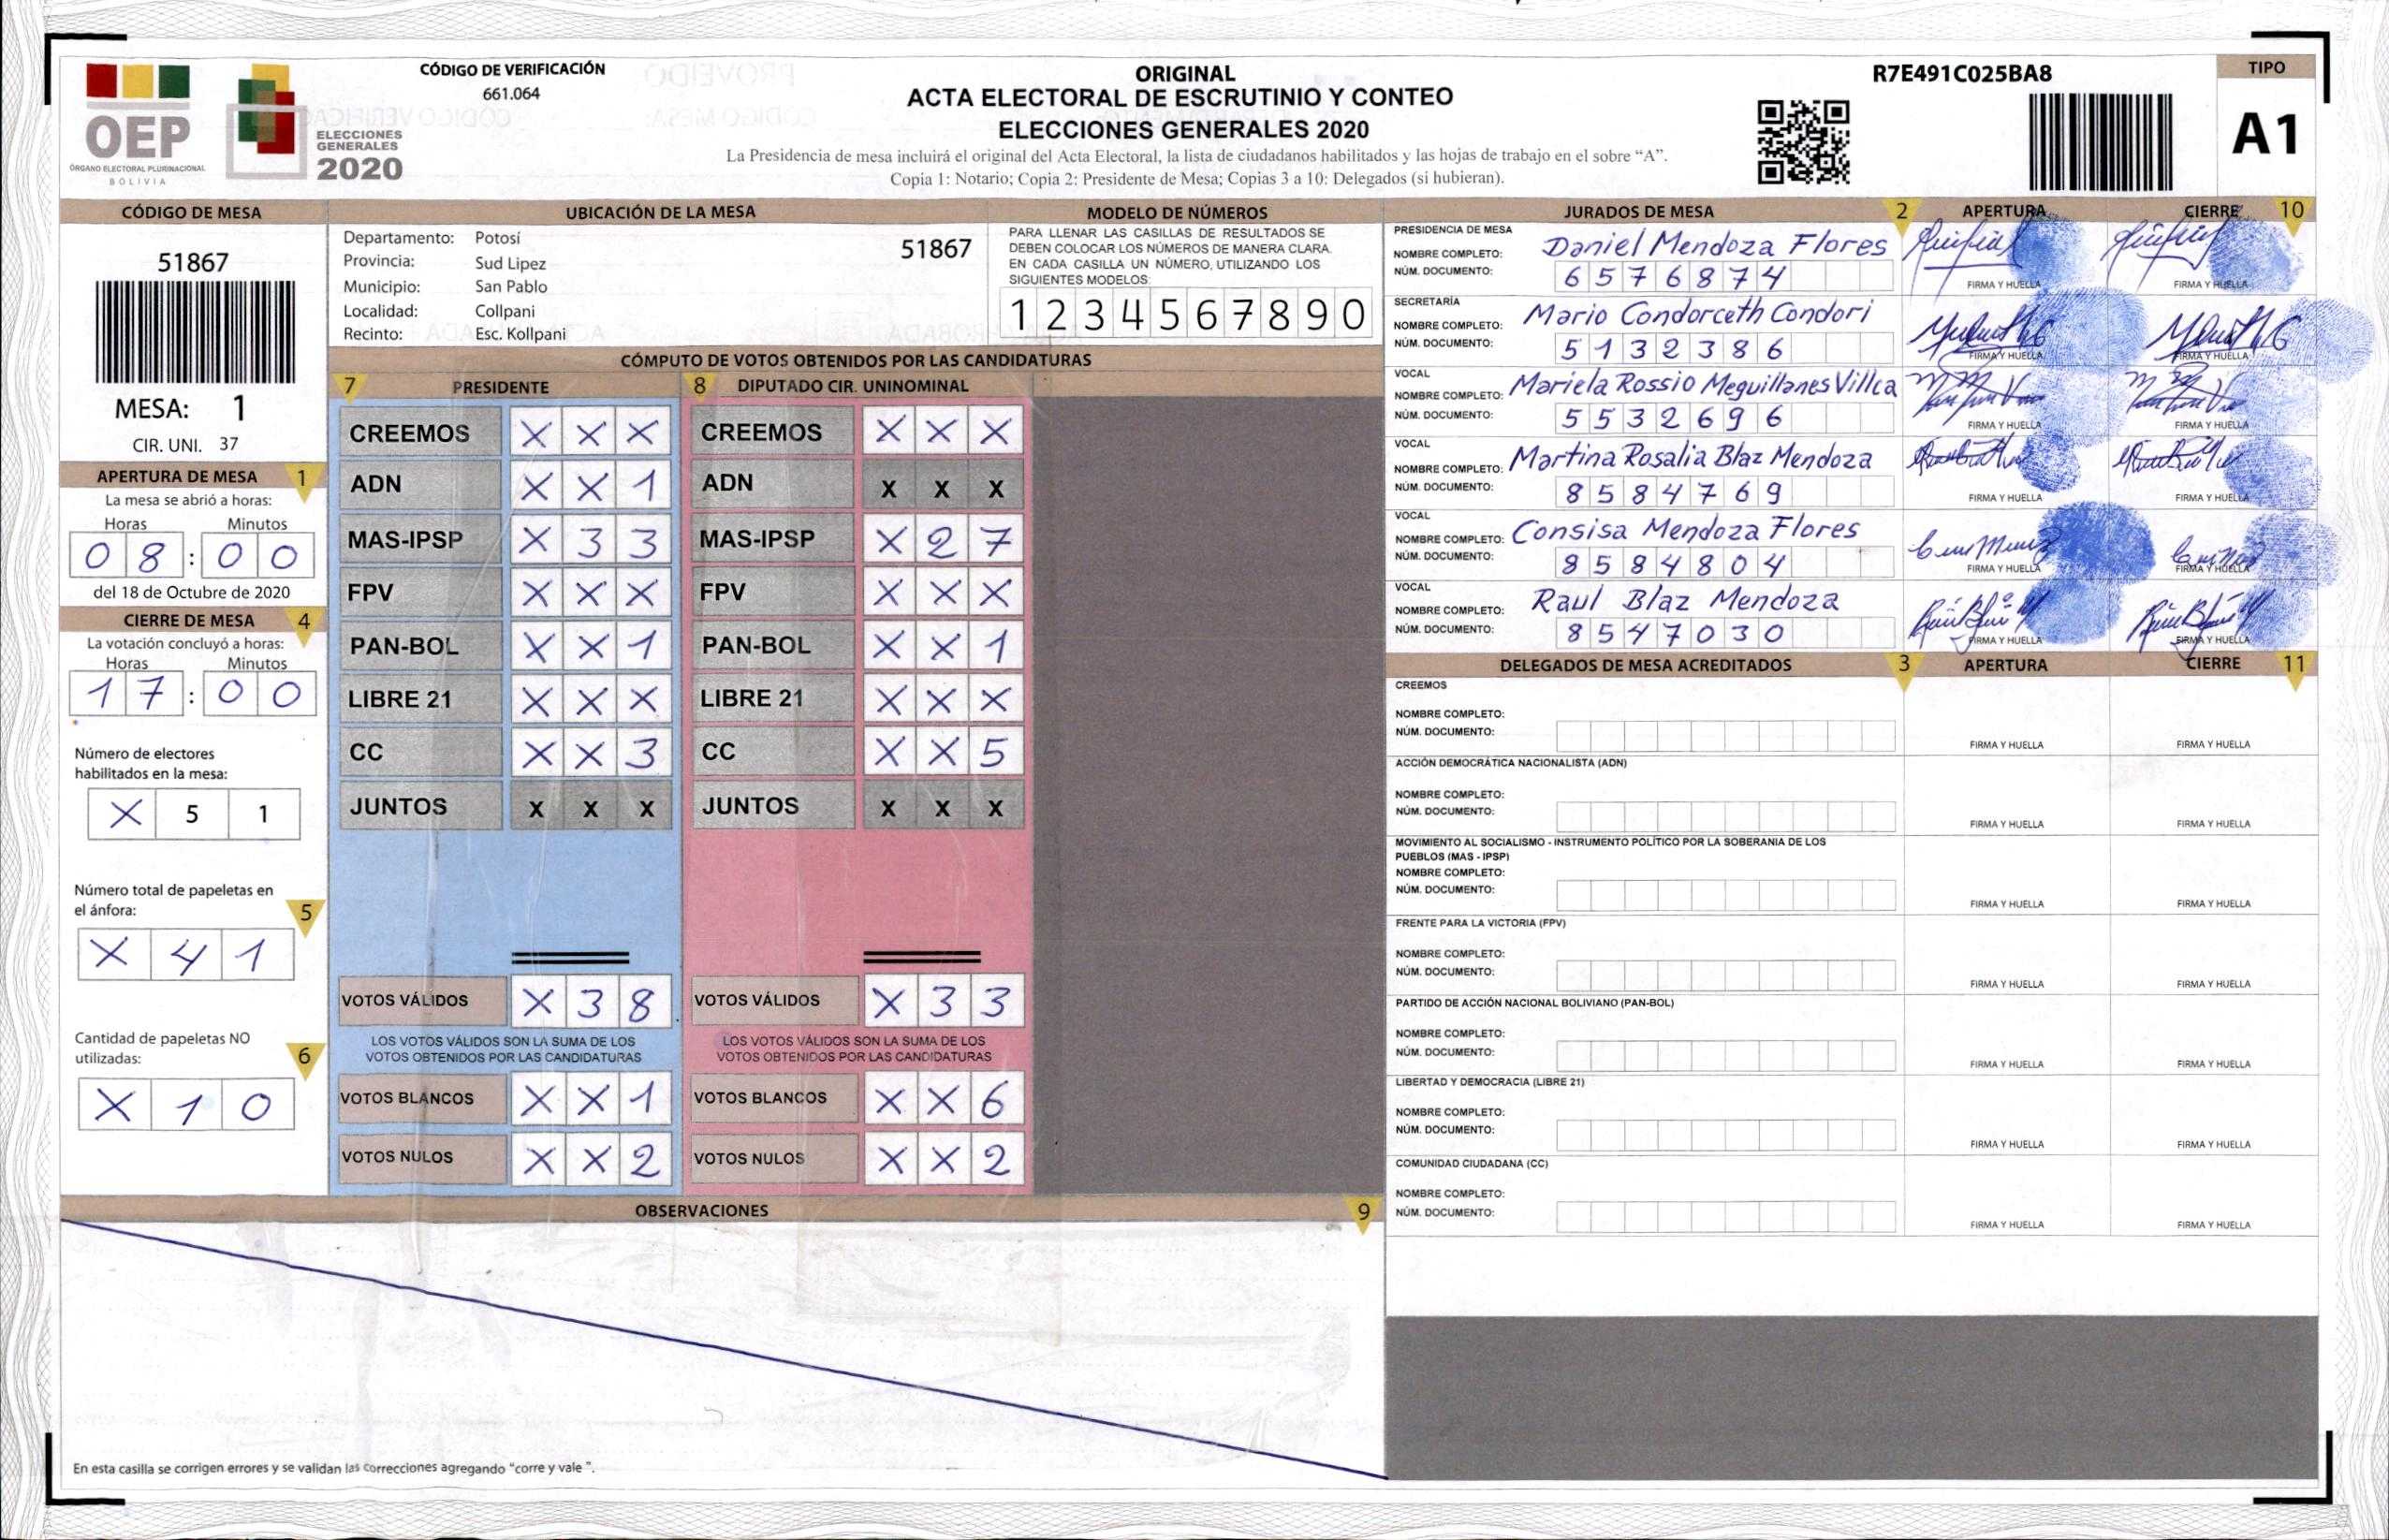 CÓDIGO DE VERIFICACIÓN
661.064
OEP
ÓRGANO ELECTORAL PLURINACIONAL
BOLIVIA
ELECCIONES
GENERALES
2020
ORIGINAL
ACTA ELECTORAL DE ESCRUTINIO Y CONTEO
ELECCIONES GENERALES 2020
La Presidencia de mesa incluirá el original del Acta Electoral, la lista de ciudadanos habilitados y las hojas de trabajo en el sobre “A”.
Copia 1: Notario; Copia 2: Presidente de Mesa; Copias 3 a 10: Delegados (si hubieran).
R7E491C025BA8
TIPO
A1
CÓDIGO DE MESA
51867
MESA: 1
CIR. UNI. 37
APERTURA DE MESA 1
La mesa se abrió a horas:
Horas Minutos
0 8 : 0 0
del 18 de Octubre de 2020
CIERRE DE MESA 4
La votación concluyó a horas:
Horas Minutos
1 7 : 0 0
Número de electores
habilitados en la mesa:
X 5 1
Número total de papeletas en
el ánfora: 5
X 4 1
Cantidad de papeletas NO
utilizadas: 6
X 1 0
UBICACIÓN DE LA MESA
Departamento: Potosí 51867
Provincia: Sud Lipez
Municipio: San Pablo
Localidad: Collpani
Recinto: Esc. Kollpani
MODELO DE NÚMEROS
PARA LLENAR LAS CASILLAS DE RESULTADOS SE
DEBEN COLOCAR LOS NÚMEROS DE MANERA CLARA.
EN CADA CASILLA UN NÚMERO, UTILIZANDO LOS
SIGUIENTES MODELOS:
1 2 3 4 5 6 7 8 9 0
CÓMPUTO DE VOTOS OBTENIDOS POR LAS CANDIDATURAS
7 PRESIDENTE
CREEMOS X X X
ADN X X 1
MAS-IPSP X 3 3
FPV X X X
PAN-BOL X X 1
LIBRE 21 X X X
CC X X 3
JUNTOS X X X
VOTOS VÁLIDOS X 3 8
LOS VOTOS VÁLIDOS SON LA SUMA DE LOS
VOTOS OBTENIDOS POR LAS CANDIDATURAS
VOTOS BLANCOS X X 1
VOTOS NULOS X X 2
8 DIPUTADO CIR. UNINOMINAL
CREEMOS X X X
ADN X X X
MAS-IPSP X 2 7
FPV X X X
PAN-BOL X X 1
LIBRE 21 X X X
CC X X 5
JUNTOS X X X
VOTOS VÁLIDOS X 3 3
LOS VOTOS VÁLIDOS SON LA SUMA DE LOS
VOTOS OBTENIDOS POR LAS CANDIDATURAS
VOTOS BLANCOS X X 6
VOTOS NULOS X X 2
OBSERVACIONES 9
En esta casilla se corrigen errores y se validan las correcciones agregando “corre y vale ”.
JURADOS DE MESA 2 APERTURA CIERRE 10
PRESIDENCIA DE MESA
NOMBRE COMPLETO: Daniel Mendoza Flores
NÚM. DOCUMENTO: 6576874
FIRMA Y HUELLA FIRMA Y HUELLA
SECRETARÍA
NOMBRE COMPLETO: Mario Condorceth Condori
NÚM. DOCUMENTO: 5132386
FIRMA Y HUELLA FIRMA Y HUELLA
VOCAL
NOMBRE COMPLETO: Mariela Rossio Meguillanes Villca
NÚM. DOCUMENTO: 5532696
FIRMA Y HUELLA FIRMA Y HUELLA
VOCAL
NOMBRE COMPLETO: Martina Rosalia Blaz Mendoza
NÚM. DOCUMENTO: 8584769
FIRMA Y HUELLA FIRMA Y HUELLA
VOCAL
NOMBRE COMPLETO: Consisa Mendoza Flores
NÚM. DOCUMENTO: 8584804
FIRMA Y HUELLA FIRMA Y HUELLA
VOCAL
NOMBRE COMPLETO: Raul Blaz Mendoza
NÚM. DOCUMENTO: 8547030
FIRMA Y HUELLA FIRMA Y HUELLA
DELEGADOS DE MESA ACREDITADOS 3 APERTURA CIERRE 11
CREEMOS
NOMBRE COMPLETO:
NÚM. DOCUMENTO:
FIRMA Y HUELLA FIRMA Y HUELLA
ACCIÓN DEMOCRÁTICA NACIONALISTA (ADN)
NOMBRE COMPLETO:
NÚM. DOCUMENTO:
FIRMA Y HUELLA FIRMA Y HUELLA
MOVIMIENTO AL SOCIALISMO - INSTRUMENTO POLÍTICO POR LA SOBERANIA DE LOS
PUEBLOS (MAS - IPSP)
NOMBRE COMPLETO:
NÚM. DOCUMENTO:
FIRMA Y HUELLA FIRMA Y HUELLA
FRENTE PARA LA VICTORIA (FPV)
NOMBRE COMPLETO:
NÚM. DOCUMENTO:
FIRMA Y HUELLA FIRMA Y HUELLA
PARTIDO DE ACCIÓN NACIONAL BOLIVIANO (PAN-BOL)
NOMBRE COMPLETO:
NÚM. DOCUMENTO:
FIRMA Y HUELLA FIRMA Y HUELLA
LIBERTAD Y DEMOCRACIA (LIBRE 21)
NOMBRE COMPLETO:
NÚM. DOCUMENTO:
FIRMA Y HUELLA FIRMA Y HUELLA
COMUNIDAD CIUDADANA (CC)
NOMBRE COMPLETO:
NÚM. DOCUMENTO:
FIRMA Y HUELLA FIRMA Y HUELLA